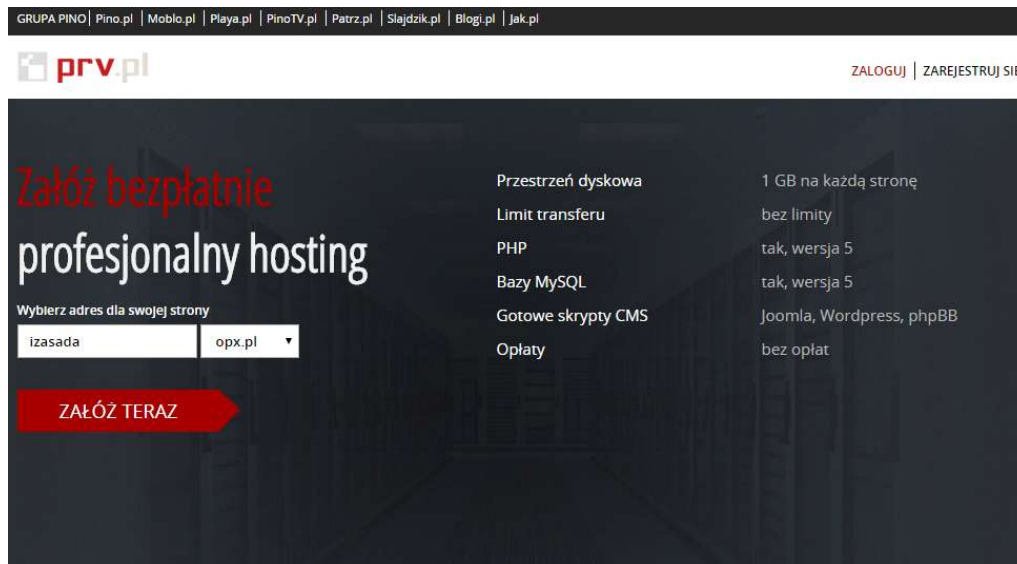 GRUPA PINO| Pino.pl | Moblo.pl | Playa.pl | PinoTV.pl | Patrz.pl | Slajdzik.pl | Blogi.pl | Jak.pl
prv.pl
ZALOGUJ | ZAREJESTRUJ SIĘ
Załóż bezpłatnie
profesjonalny hosting
Wybierz adres dla swojej strony
izasada opx.pl
ZAŁÓŻ TERAZ
Przestrzeń dyskowa 1 GB na każdą stronę
Limit transferu bez limity
PHP tak, wersja 5
Bazy MySQL tak, wersja 5
Gotowe skrypty CMS Joomla, Wordpress, phpBB
Opłaty bez opłat